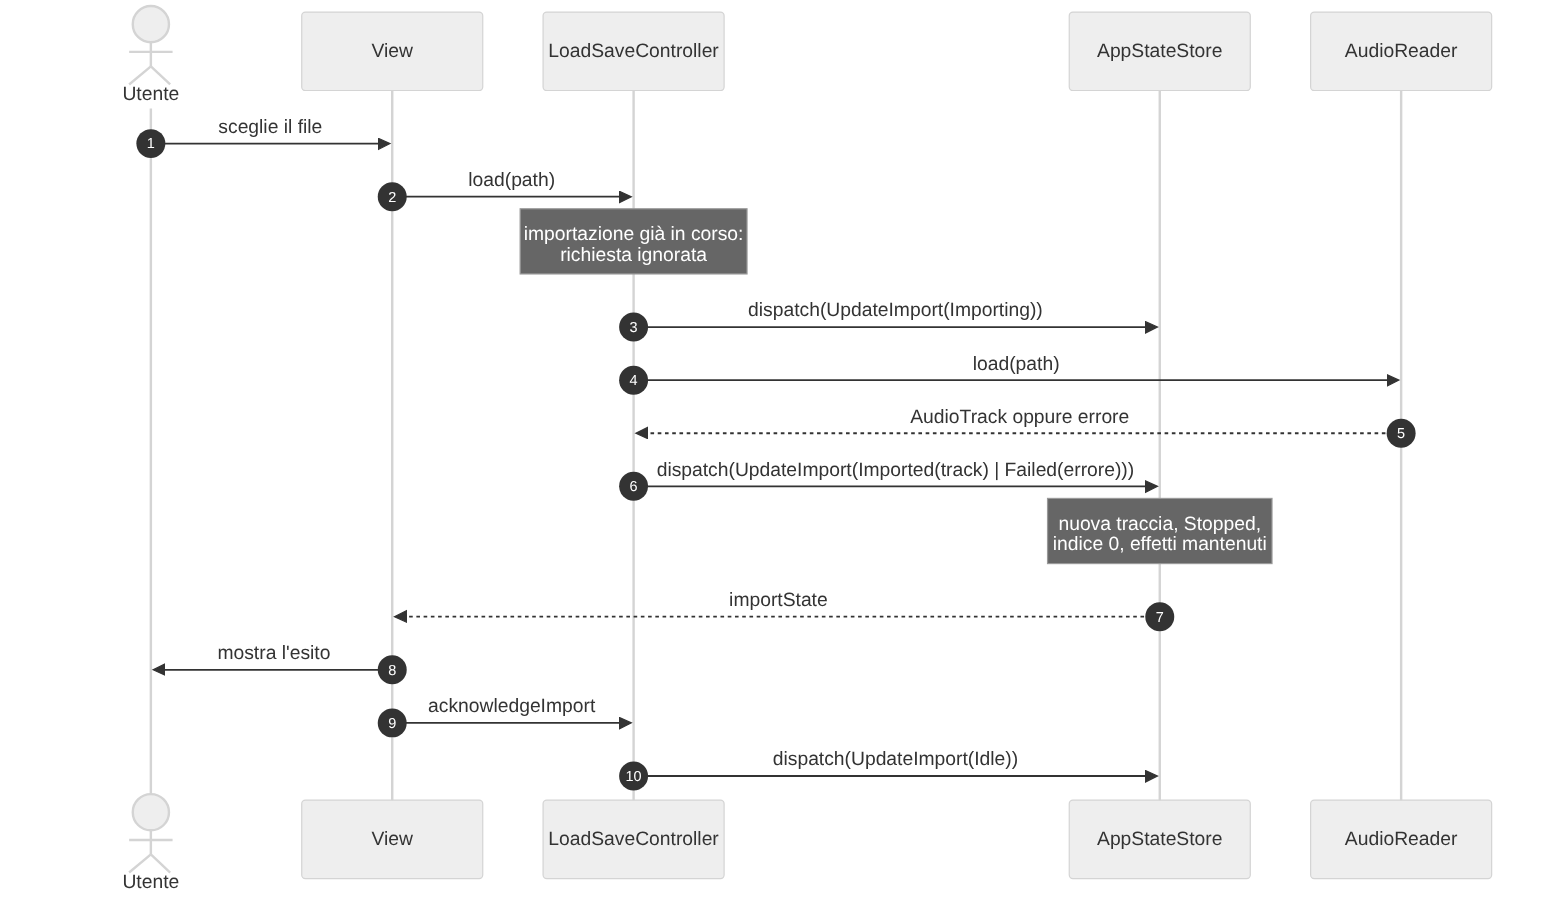 View
LoadSaveController
AppStateStore
AudioReader
Utente
sceglie il file
1
load(path)
2
importazione già in corso:
richiesta ignorata
dispatch(UpdateImport(Importing))
3
load(path)
4
AudioTrack oppure errore
5
dispatch(UpdateImport(Imported(track) | Failed(errore)))
6
nuova traccia, Stopped,
indice 0, effetti mantenuti
importState
7
mostra l'esito
8
acknowledgeImport
9
dispatch(UpdateImport(Idle))
10
View
LoadSaveController
AppStateStore
AudioReader
Utente